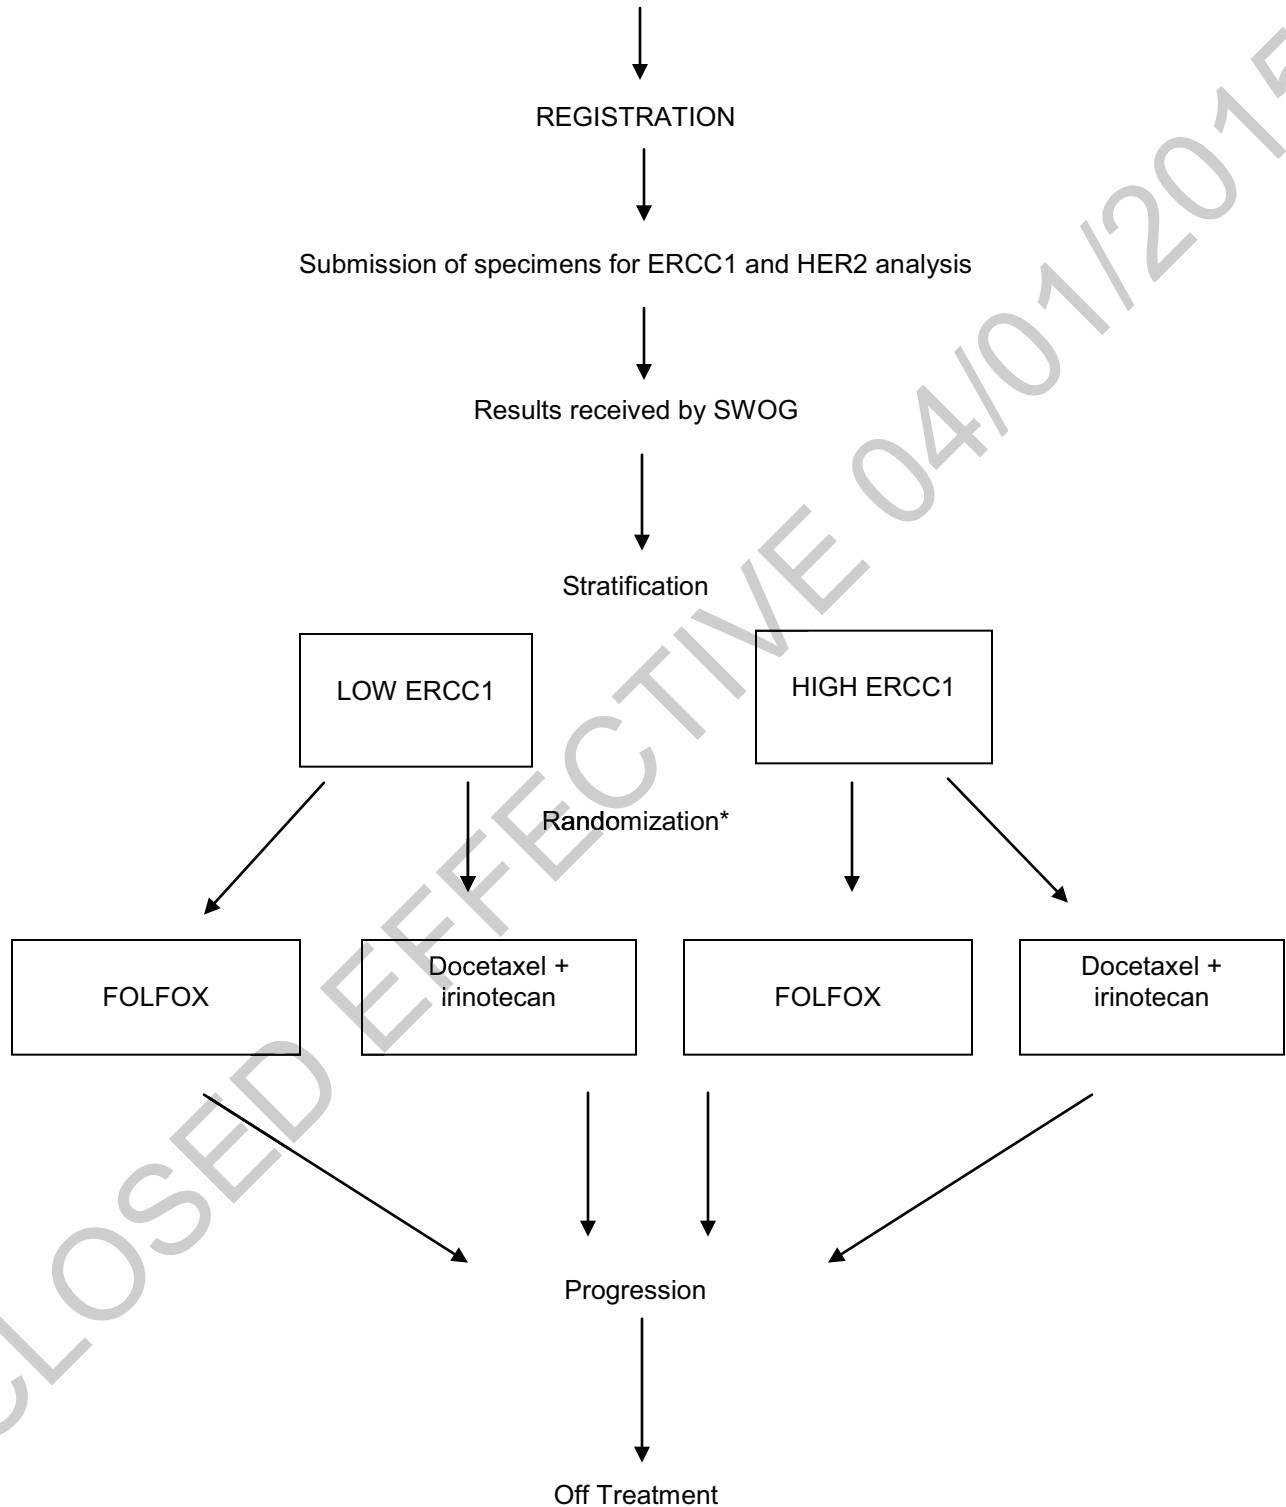 REGISTRATION
Submission of specimens for ERCC1 and HER2 analysis
Results received by SWOG
Stratification
LOW ERCC1
HIGH ERCC1
Randomization*
FOLFOX
Docetaxel +
irinotecan
FOLFOX
Docetaxel +
irinotecan
Progression
Off Treatment
CLOSED EFFECTIVE 04/01/2015